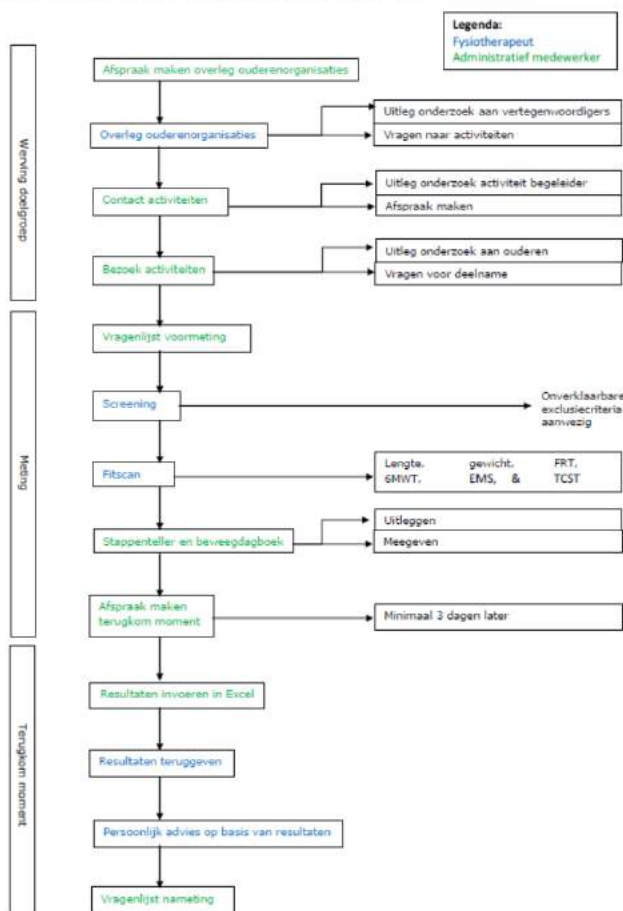 Legenda:
Fysiotherapeut
Administratief medewerker
Werving doelgroep
Afspraak maken overleg ouderenorganisaties
Overleg ouderenorganisaties
Uitleg onderzoek aan vertegenwoordigers
Vragen naar activiteiten
Contact activiteiten
Uitleg onderzoek activiteit begeleider
Afspraak maken
Bezoek activiteiten
Uitleg onderzoek aan ouderen
Vragen voor deelname
Meting
Vragenlijst voormeting
Screening
Onverklaarbare
exclusiecriteria
aanwezig
Fitscan
Lengte, gewicht, FRT,
6MWT, EMS, & TCST
Stappenteller en beweegdagboek
Uitleggen
Meegeven
Afspraak maken
terugkom moment
Minimaal 3 dagen later
Terugkom moment
Resultaten invoeren in Excel
Resultaten teruggeven
Persoonlijk advies op basis van resultaten
Vragenlijst nameting